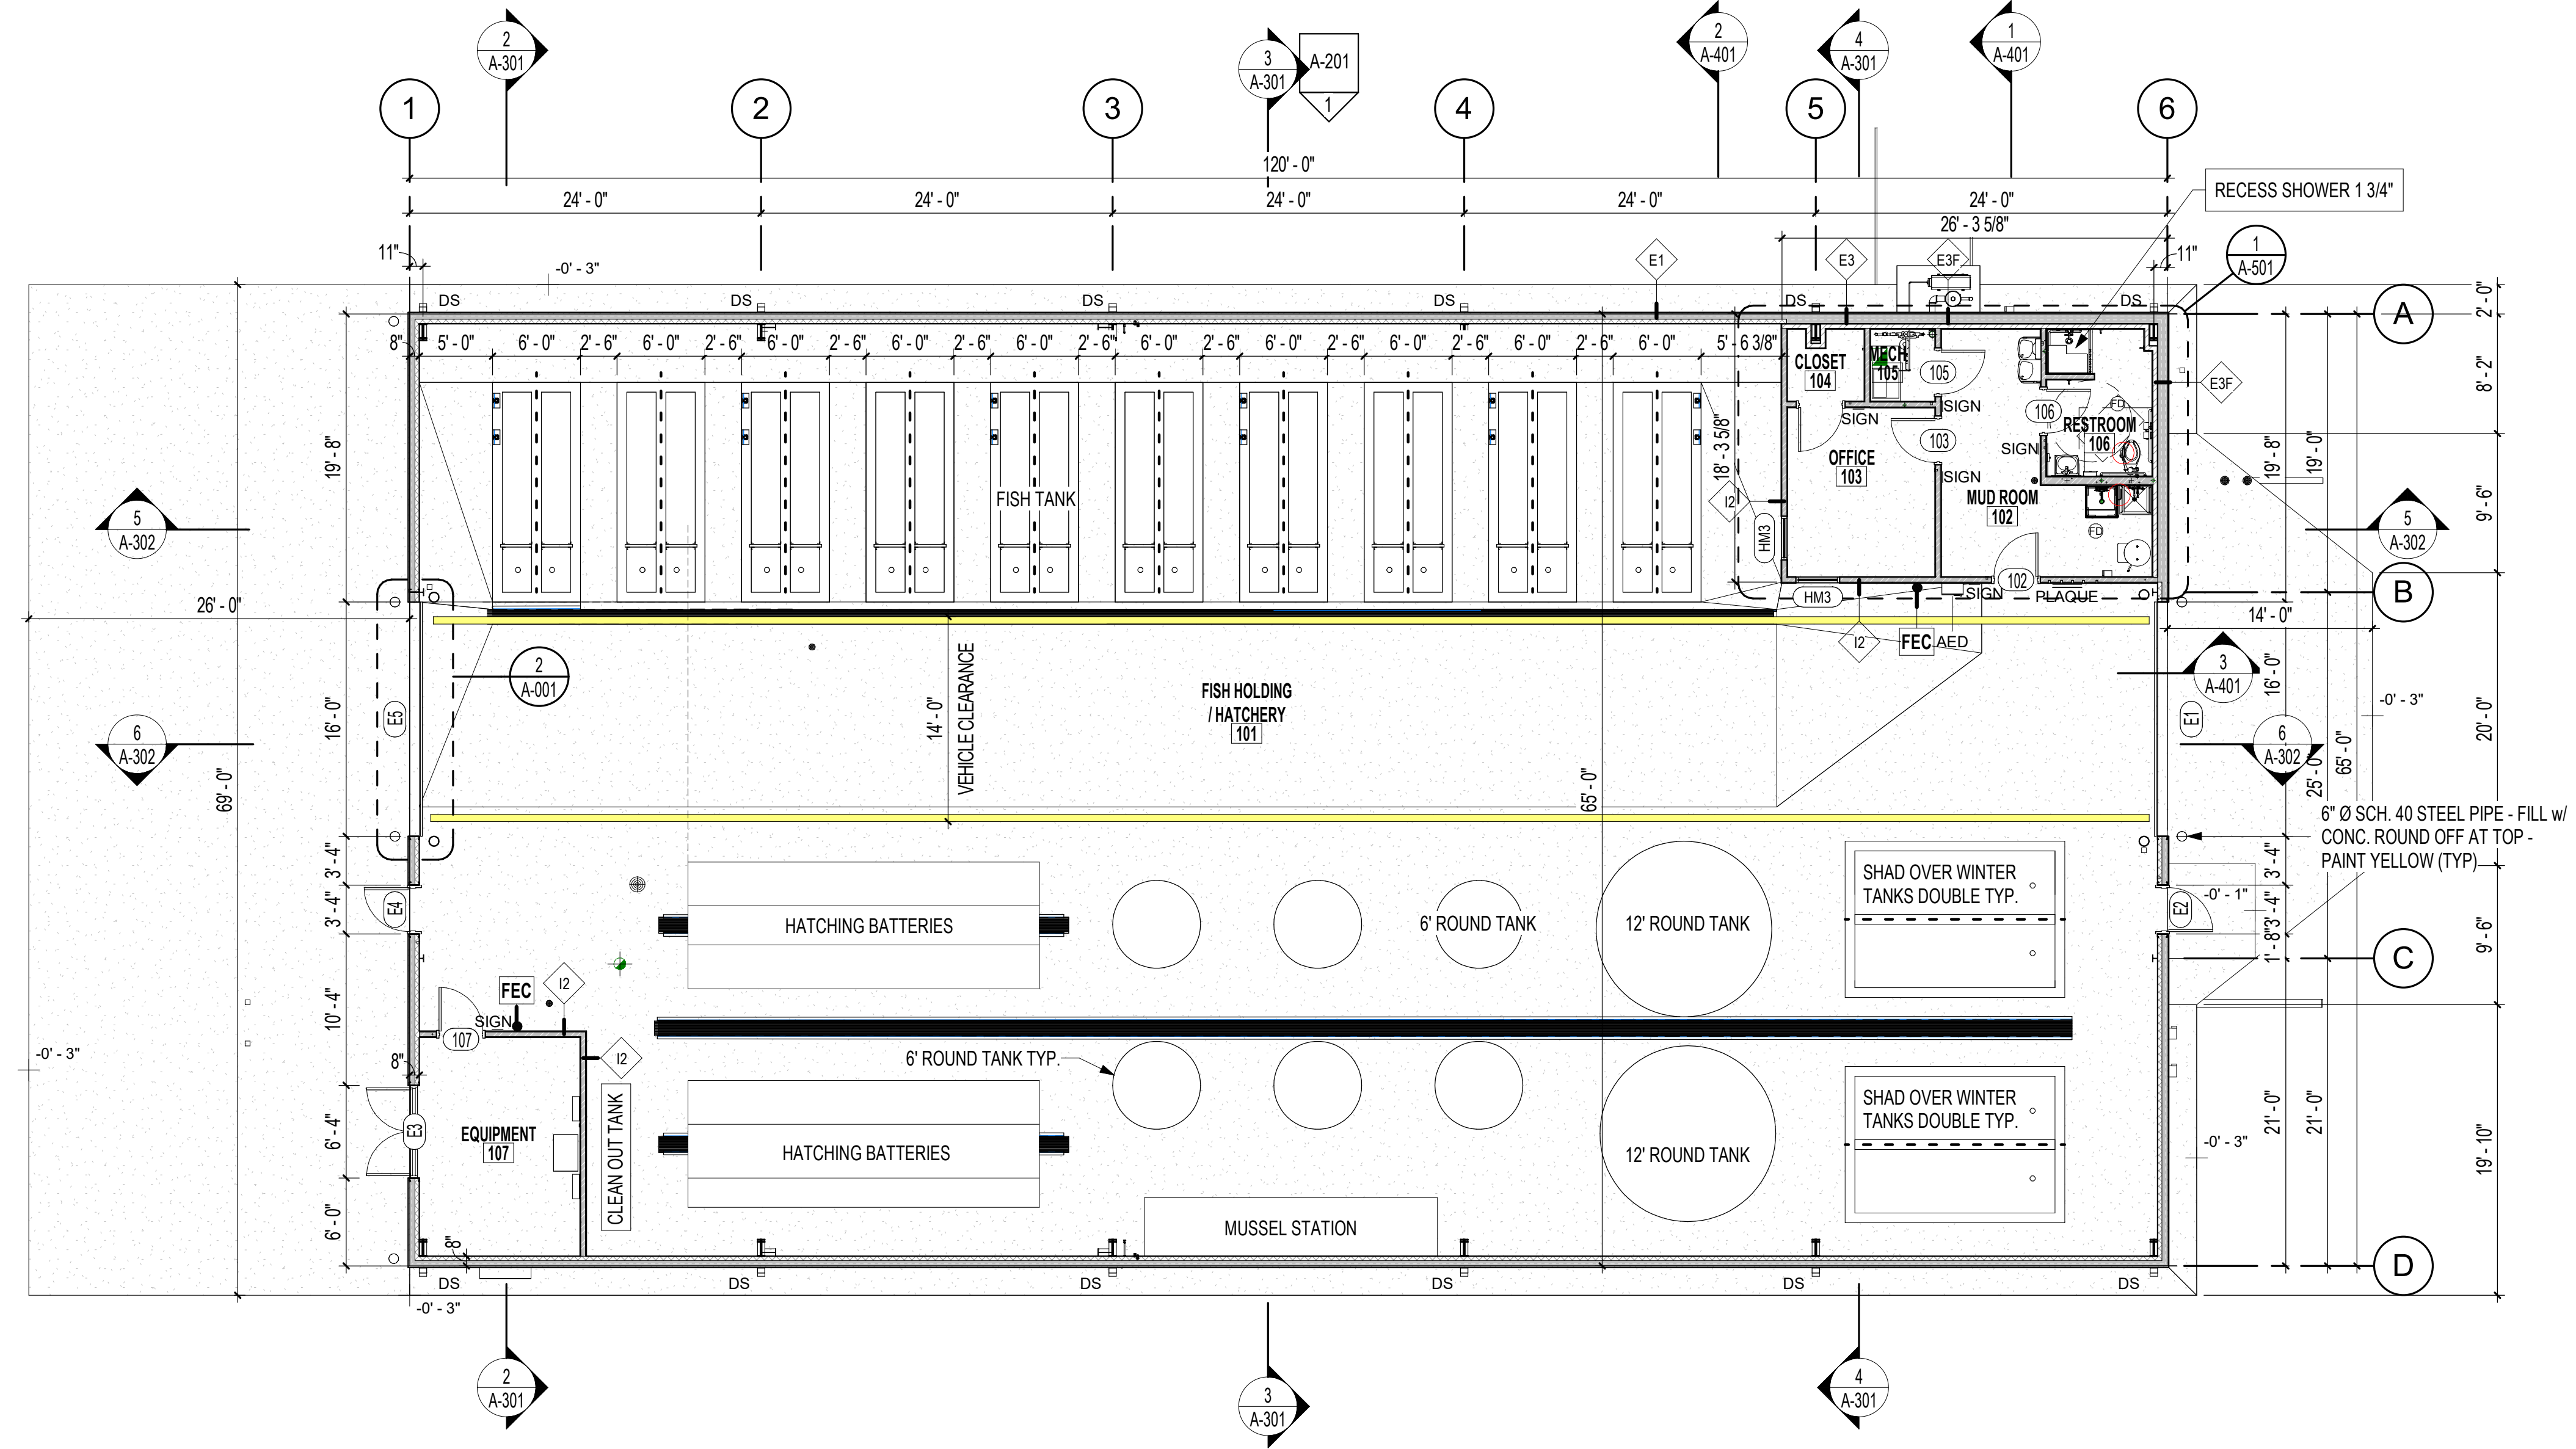 2
A-301
3
A-301
A-201
1
2
A-401
4
A-301
1
A-401
1
2
3
4
5
6
120' - 0"
24' - 0"
24' - 0"
24' - 0"
24' - 0"
24' - 0"
26' - 3 5/8"
RECESS SHOWER 1 3/4"
11"
-0' - 3"
E1
E3
E3F
11"
1
A-501
DS
DS
DS
DS
DS
DS
A
2' - 0"
8"
5' - 0"
6' - 0"
2' - 6"
6' - 0"
2' - 6"
6' - 0"
2' - 6"
6' - 0"
2' - 6"
6' - 0"
2' - 6"
6' - 0"
2' - 6"
6' - 0"
2' - 6"
6' - 0"
2' - 6"
6' - 0"
2' - 6"
6' - 0"
5' - 6 3/8"
CLOSET
104
MECH
105
105
SIGN
SIGN
106
FD
RESTROOM
106
E3F
8' - 2"
19' - 8"
18' - 3 5/8"
OFFICE
103
103
SIGN
SIGN
MUD ROOM
102
FD
19' - 8"
19' - 0"
9' - 6"
5
A-302
5
A-302
FISH TANK
I2
HM3
HM3
102
SIGN
PLAQUE
B
26' - 0"
14' - 0"
I2
FEC
AED
2
A-001
E5
16' - 0"
14' - 0"
VEHICLE CLEARANCE
FISH HOLDING
/ HATCHERY
101
3
A-401
16' - 0"
-0' - 3"
E1
20' - 0"
6
A-302
6
A-302
69' - 0"
65' - 0"
25' - 0"
65' - 0"
6" Ø SCH. 40 STEEL PIPE - FILL w/
CONC. ROUND OFF AT TOP -
PAINT YELLOW (TYP)
3' - 4"
3' - 4"
E4
3' - 4"
HATCHING BATTERIES
6' ROUND TANK
12' ROUND TANK
SHAD OVER WINTER
TANKS DOUBLE TYP.
E2
-0' - 1"
3' - 4"
1' - 8"
9' - 6"
C
10' - 4"
FEC
I2
SIGN
107
-0' - 3"
8"
I2
6' ROUND TANK TYP.
E3
6' - 4"
EQUIPMENT
107
CLEAN OUT TANK
HATCHING BATTERIES
12' ROUND TANK
SHAD OVER WINTER
TANKS DOUBLE TYP.
-0' - 3"
21' - 0"
21' - 0"
19' - 10"
6' - 0"
8"
MUSSEL STATION
D
DS
DS
DS
DS
DS
DS
-0' - 3"
2
A-301
3
A-301
4
A-301